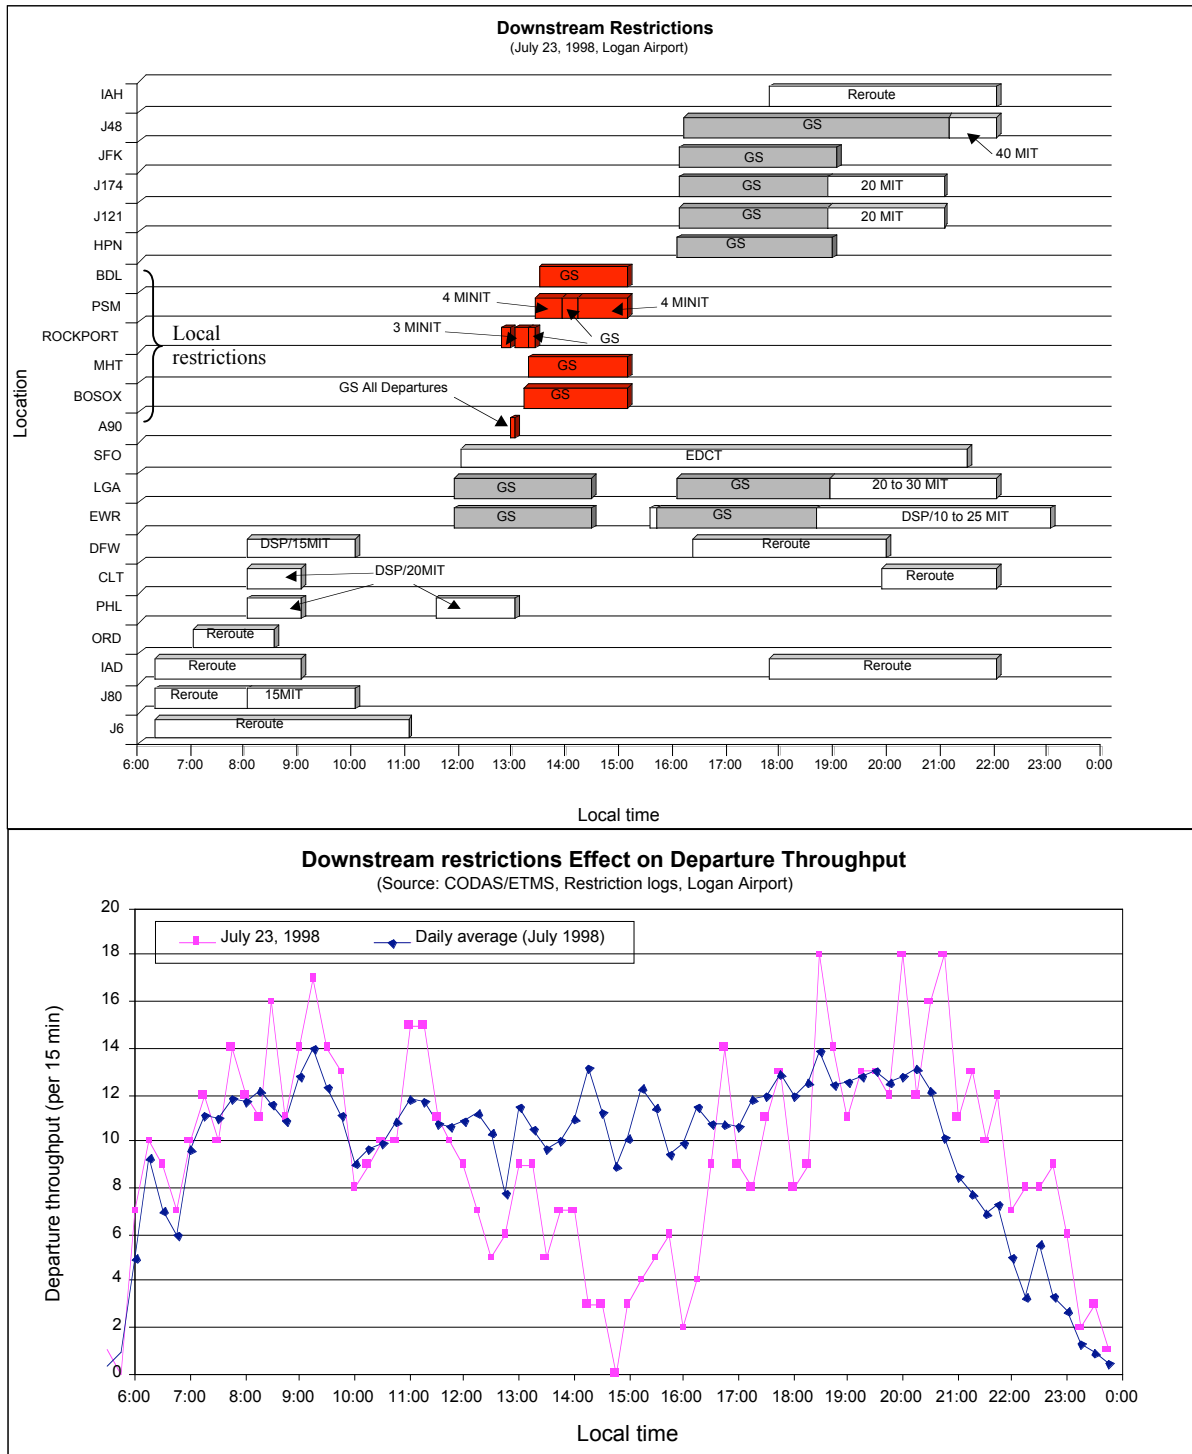 Downstream Restrictions
(July 23, 1998, Logan Airport)
Location
IAH
Reroute
J48
GS
40 MIT
JFK
GS
J174
GS
20 MIT
J121
GS
20 MIT
HPN
GS
BDL
GS
PSM
4 MINIT
4 MINIT
ROCKPORT
3 MINIT
GS
Local
restrictions
MHT
GS
BOSOX
GS
GS All Departures
A90
SFO
EDCT
LGA
GS
GS
20 to 30 MIT
EWR
GS
GS
DSP/10 to 25 MIT
DFW
DSP/15MIT
Reroute
CLT
DSP/20MIT
Reroute
PHL
ORD
Reroute
IAD
Reroute
Reroute
J80
Reroute
15MIT
J6
Reroute
6:00 7:00 8:00 9:00 10:00 11:00 12:00 13:00 14:00 15:00 16:00 17:00 18:00 19:00 20:00 21:00 22:00 23:00 0:00
Local time
Downstream restrictions Effect on Departure Throughput
(Source: CODAS/ETMS, Restriction logs, Logan Airport)
July 23, 1998
Daily average (July 1998)
Departure throughput (per 15 min)
20
18
16
14
12
10
8
6
4
2
0
6:00 7:00 8:00 9:00 10:00 11:00 12:00 13:00 14:00 15:00 16:00 17:00 18:00 19:00 20:00 21:00 22:00 23:00 0:00
Local time